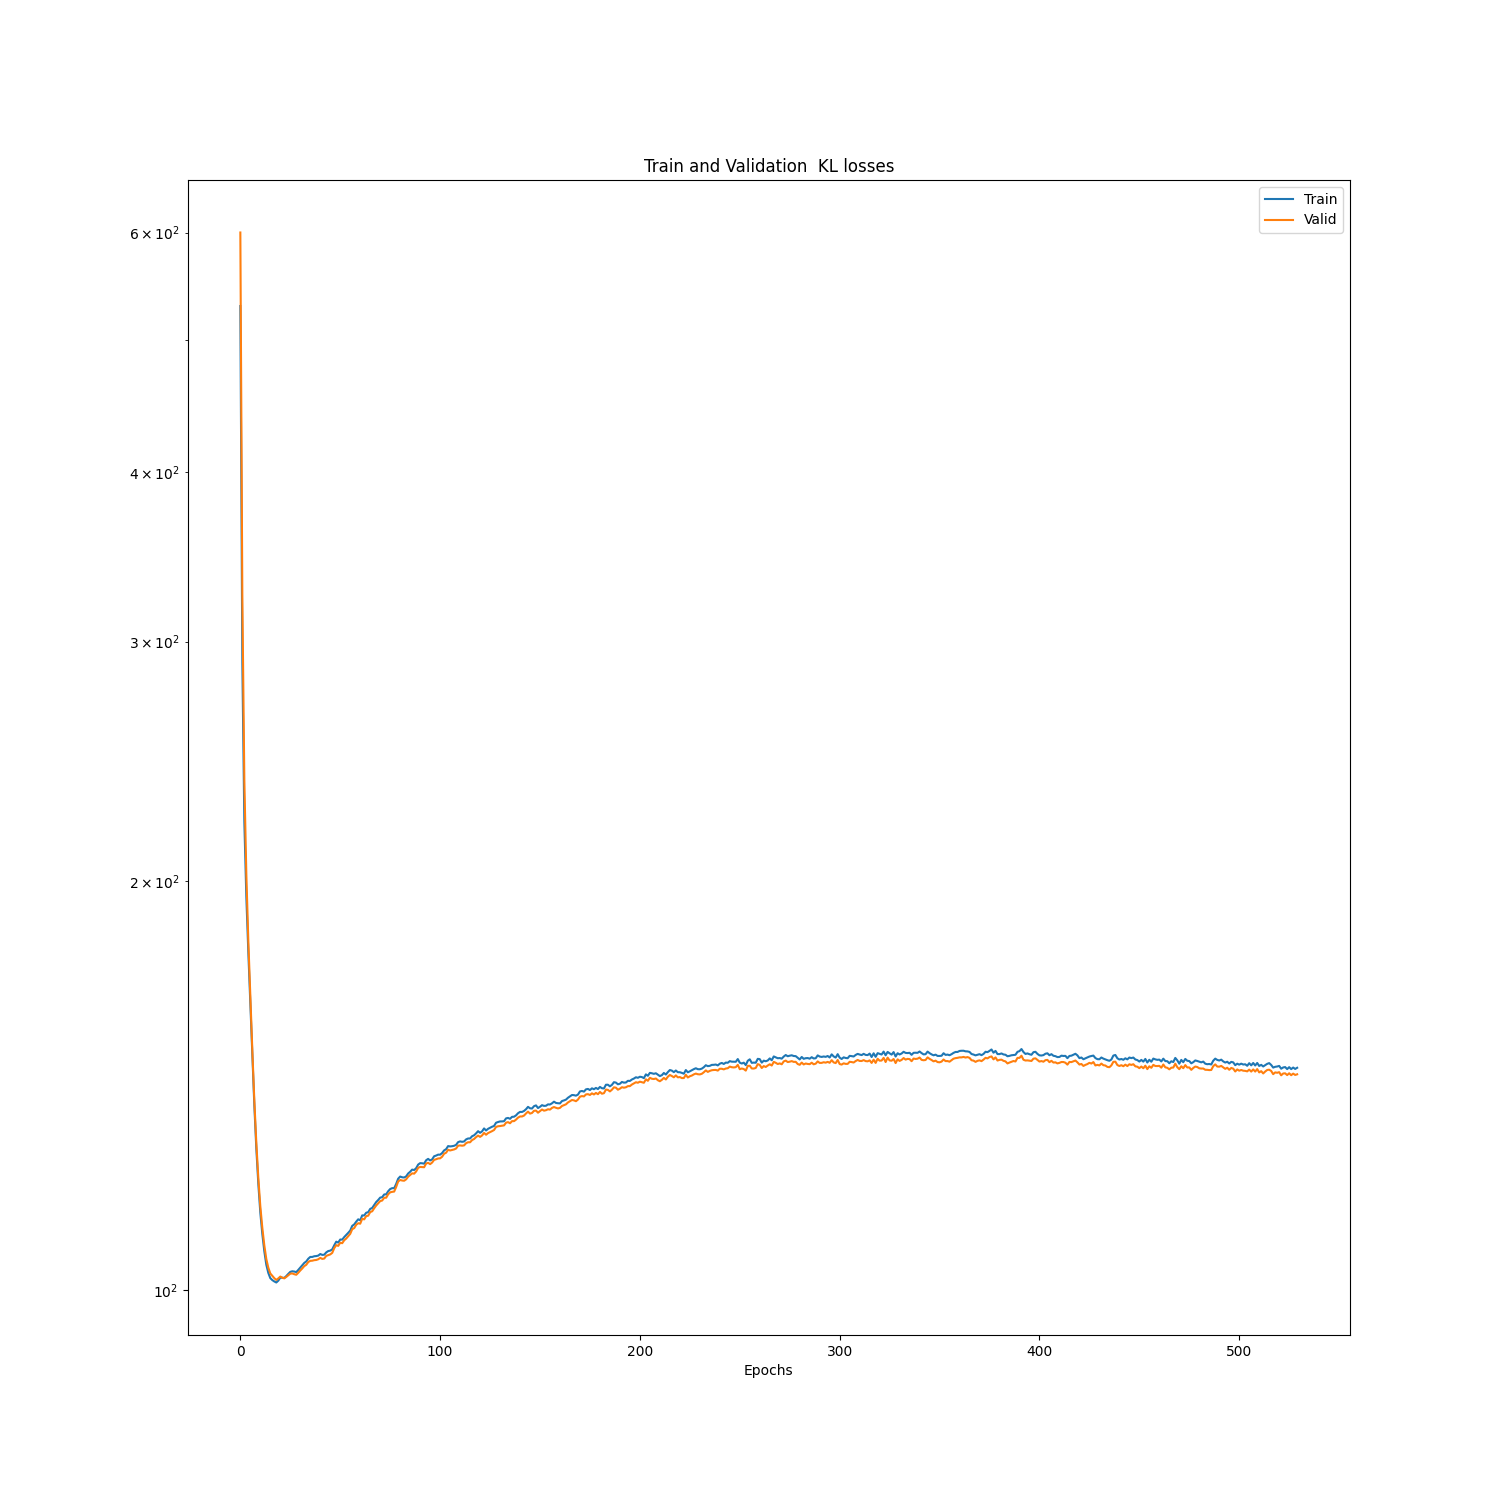 Train and Validation  KL losses
Train
Valid
6 × 10²
4 × 10²
3 × 10²
2 × 10²
10²
0 100 200 300 400 500
Epochs